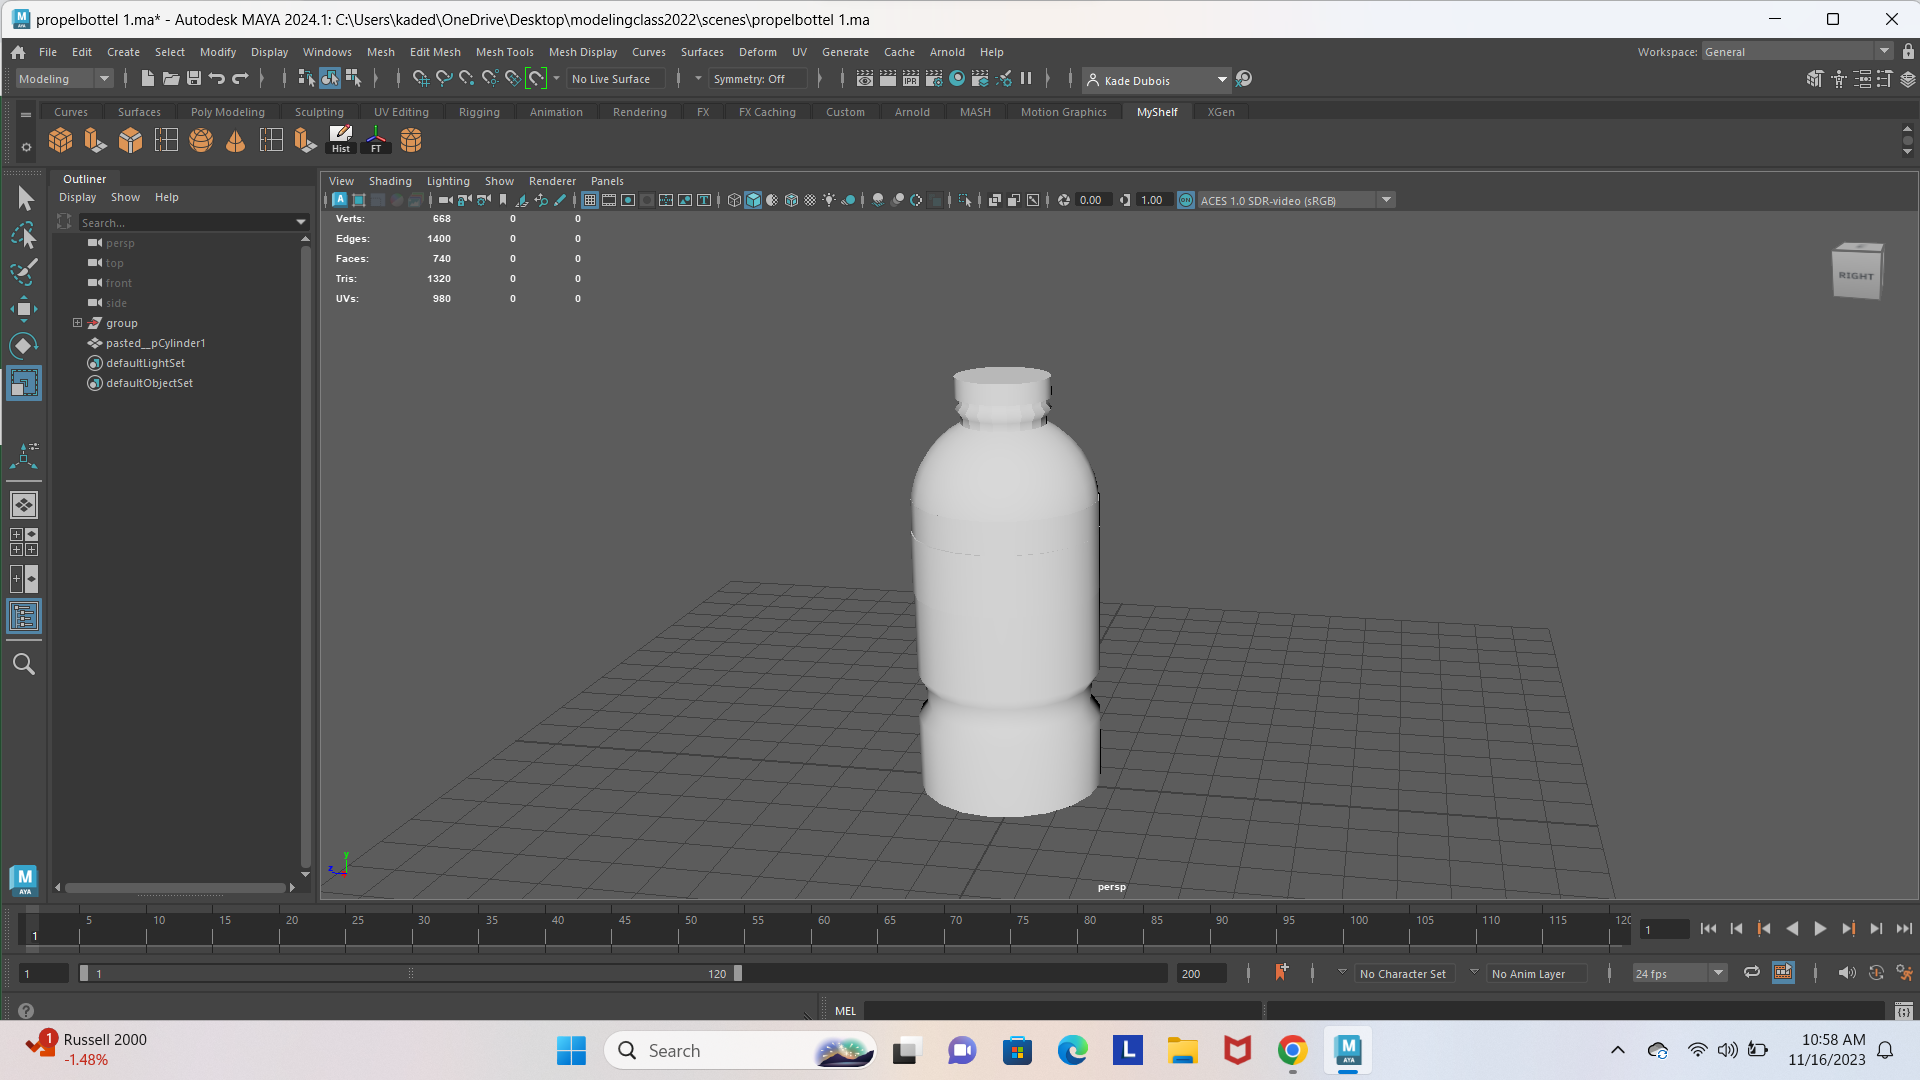 propelbottel 1.ma* - Autodesk MAYA 2024.1: C:\Users\kaded\OneDrive\Desktop\modelingclass2022\scenes\propelbottel 1.ma
File Edit Create Select Modify Display Windows Mesh Edit Mesh Mesh Tools Mesh Display Curves Surfaces Deform UV Generate Cache Arnold Help Workspace: General
Modeling No Live Surface Symmetry: Off IPR Kade Dubois
Curves Surfaces Poly Modeling Sculpting UV Editing Rigging Animation Rendering FX FX Caching Custom Arnold MASH Motion Graphics MyShelf XGen
Hist FT
Outliner
Display Show Help
Search...
persp
top
front
side
group
pasted__pCylinder1
defaultLightSet
defaultObjectSet
View Shading Lighting Show Renderer Panels
0.00 1.00 ON ACES 1.0 SDR-video (sRGB)
Verts: 668 0 0
Edges: 1400 0 0
Faces: 740 0 0
Tris: 1320 0 0
UVs: 980 0 0
RIGHT
y
z
persp
M
AYA
5 10 15 20 25 30 35 40 45 50 55 60 65 70 75 80 85 90 95 100 105 110 115 120
1 1
1 1 120 200 No Character Set No Anim Layer 24 fps
MEL
1 Russell 2000
-1.48%
Search
L
M
AYA
10:58 AM
11/16/2023